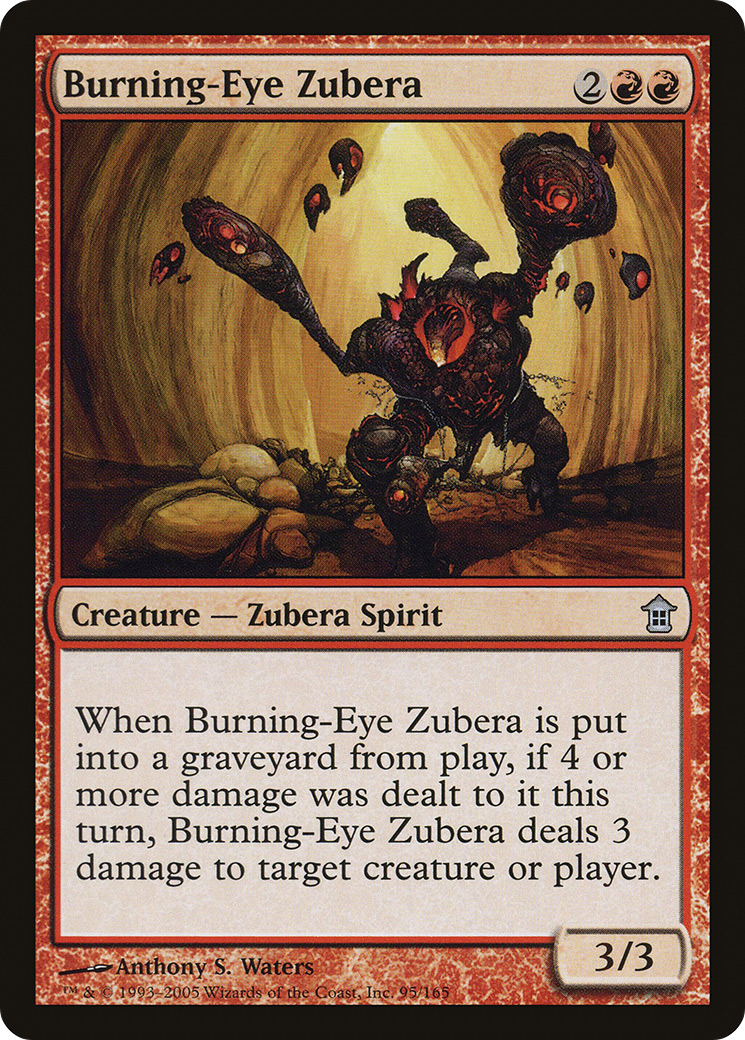 Burning-Eye Zubera 2
Creature — Zubera Spirit
When Burning-Eye Zubera is put
into a graveyard from play, if 4 or
more damage was dealt to it this
turn, Burning-Eye Zubera deals 3
damage to target creature or player.
3/3
Anthony S. Waters
™ & © 1993–2005 Wizards of the Coast, Inc. 95/165